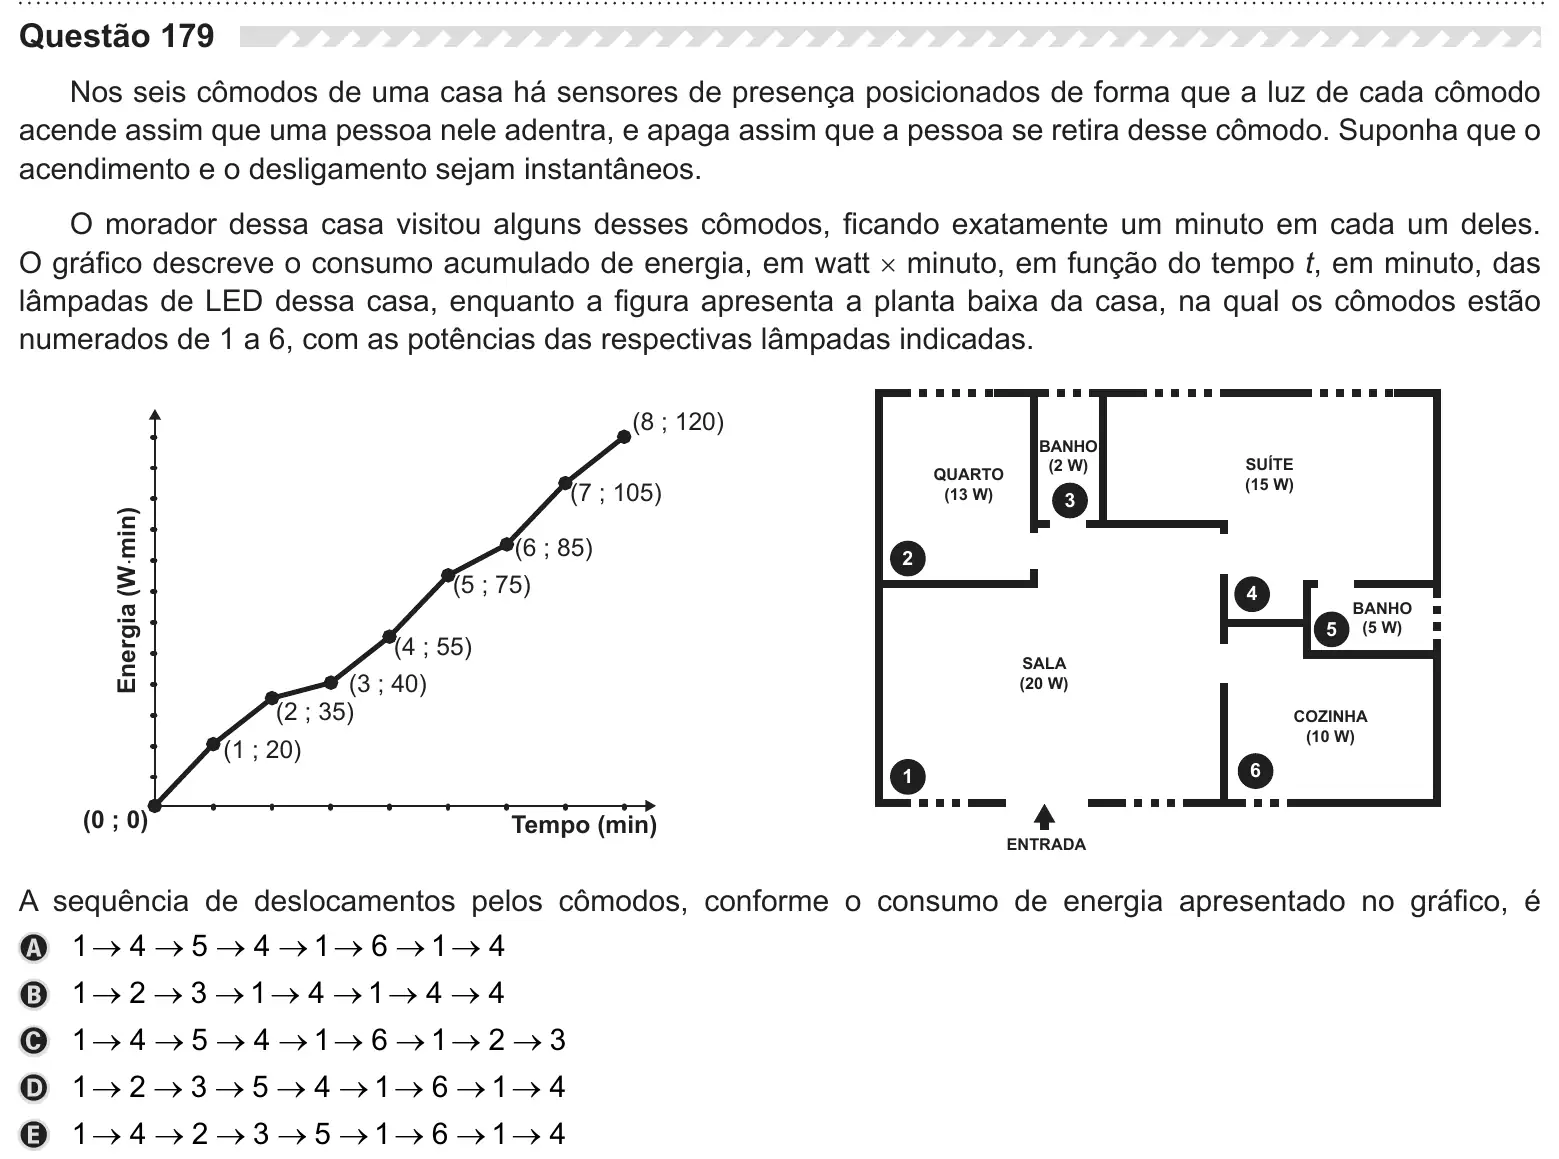 Questão 179
Nos seis cômodos de uma casa há sensores de presença posicionados de forma que a luz de cada cômodo
acende assim que uma pessoa nele adentra, e apaga assim que a pessoa se retira desse cômodo. Suponha que o
acendimento e o desligamento sejam instantâneos.
O morador dessa casa visitou alguns desses cômodos, ficando exatamente um minuto em cada um deles.
O gráfico descreve o consumo acumulado de energia, em watt × minuto, em função do tempo t, em minuto, das
lâmpadas de LED dessa casa, enquanto a figura apresenta a planta baixa da casa, na qual os cômodos estão
numerados de 1 a 6, com as potências das respectivas lâmpadas indicadas.
Energia (W·min)
(8 ; 120)
(7 ; 105)
(6 ; 85)
(5 ; 75)
(4 ; 55)
(3 ; 40)
(2 ; 35)
(1 ; 20)
(0 ; 0)
Tempo (min)
QUARTO
(13 W)
2
BANHO
(2 W)
3
SUÍTE
(15 W)
4
BANHO
(5 W)
5
SALA
(20 W)
1
COZINHA
(10 W)
6
ENTRADA
A sequência de deslocamentos pelos cômodos, conforme o consumo de energia apresentado no gráfico, é
A 1 → 4 → 5 → 4 → 1 → 6 → 1 → 4
B 1 → 2 → 3 → 1 → 4 → 1 → 4 → 4
C 1 → 4 → 5 → 4 → 1 → 6 → 1 → 2 → 3
D 1 → 2 → 3 → 5 → 4 → 1 → 6 → 1 → 4
E 1 → 4 → 2 → 3 → 5 → 1 → 6 → 1 → 4